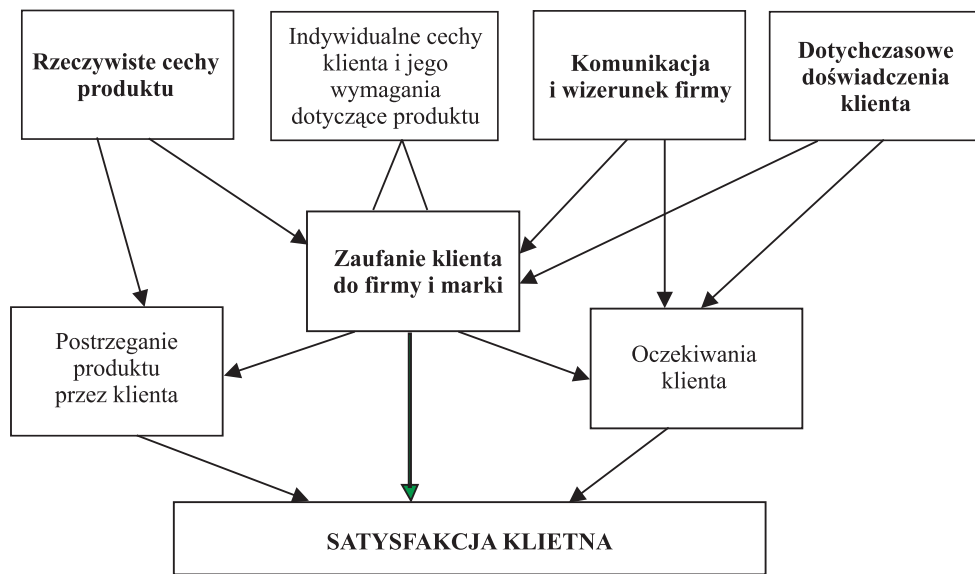 Rzeczywiste cechy
produktu
Indywidualne cechy
klienta i jego
wymagania
dotyczące produktu
Komunikacja
i wizerunek firmy
Dotychczasowe
doświadczenia
klienta
Zaufanie klienta
do firmy i marki
Postrzeganie
produktu
przez klienta
Oczekiwania
klienta
SATYSFAKCJA KLIETNA